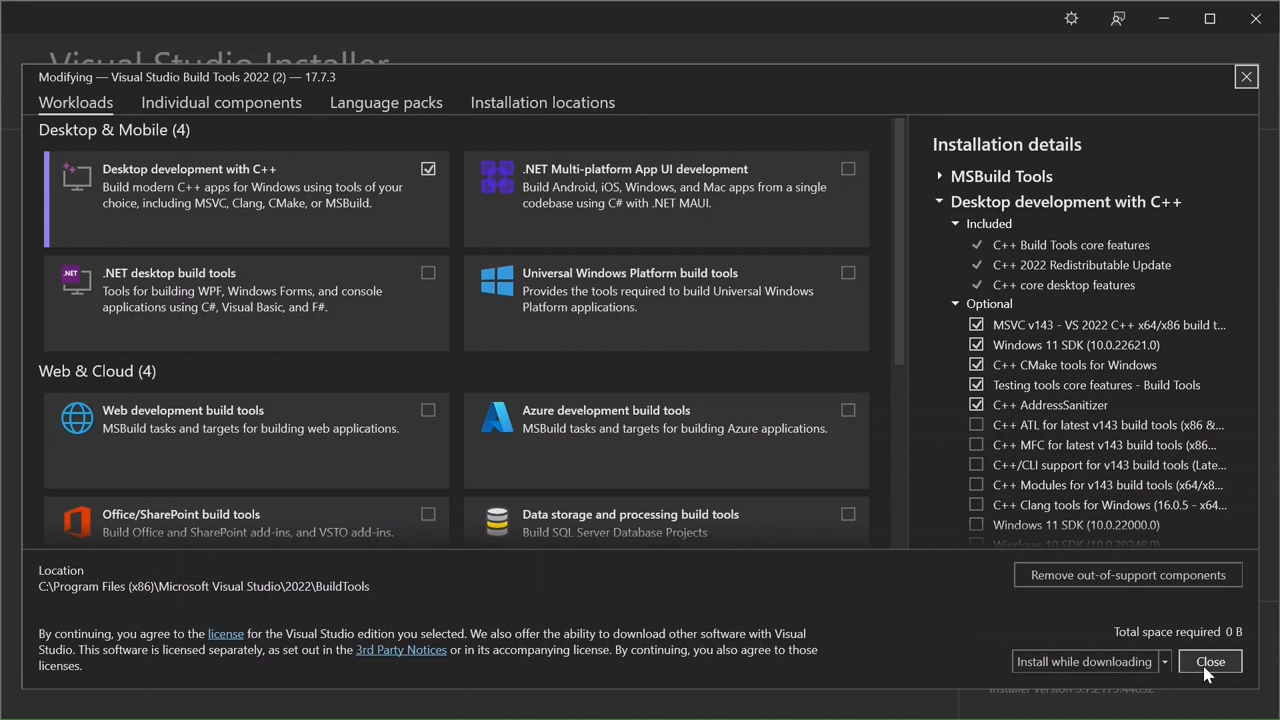 Visual Studio Installer
Modifying — Visual Studio Build Tools 2022 (2) — 17.7.3
Workloads
Individual components
Language packs
Installation locations
Desktop & Mobile (4)
Desktop development with C++
Build modern C++ apps for Windows using tools of your
choice, including MSVC, Clang, CMake, or MSBuild.
.NET Multi-platform App UI development
Build Android, iOS, Windows, and Mac apps from a single
codebase using C# with .NET MAUI.
.NET
.NET desktop build tools
Tools for building WPF, Windows Forms, and console
applications using C#, Visual Basic, and F#.
Universal Windows Platform build tools
Provides the tools required to build Universal Windows
Platform applications.
Web & Cloud (4)
Web development build tools
MSBuild tasks and targets for building web applications.
Azure development build tools
MSBuild tasks and targets for building Azure applications.
Office/SharePoint build tools
Build Office and SharePoint add-ins, and VSTO add-ins.
Data storage and processing build tools
Build SQL Server Database Projects
Installation details
MSBuild Tools
Desktop development with C++
Included
C++ Build Tools core features
C++ 2022 Redistributable Update
C++ core desktop features
Optional
MSVC v143 - VS 2022 C++ x64/x86 build t...
Windows 11 SDK (10.0.22621.0)
C++ CMake tools for Windows
Testing tools core features - Build Tools
C++ AddressSanitizer
C++ ATL for latest v143 build tools (x86 &...
C++ MFC for latest v143 build tools (x86...
C++/CLI support for v143 build tools (Late...
C++ Modules for v143 build tools (x64/x8...
C++ Clang tools for Windows (16.0.5 - x64...
Windows 11 SDK (10.0.22000.0)
Windows 10 SDK (10.0.20348.0)
Location
C:\Program Files (x86)\Microsoft Visual Studio\2022\BuildTools
Remove out-of-support components
By continuing, you agree to the license for the Visual Studio edition you selected. We also offer the ability to download other software with Visual
Studio. This software is licensed separately, as set out in the 3rd Party Notices or in its accompanying license. By continuing, you also agree to those
licenses.
Total space required 0 B
Install while downloading
Close
Installer version